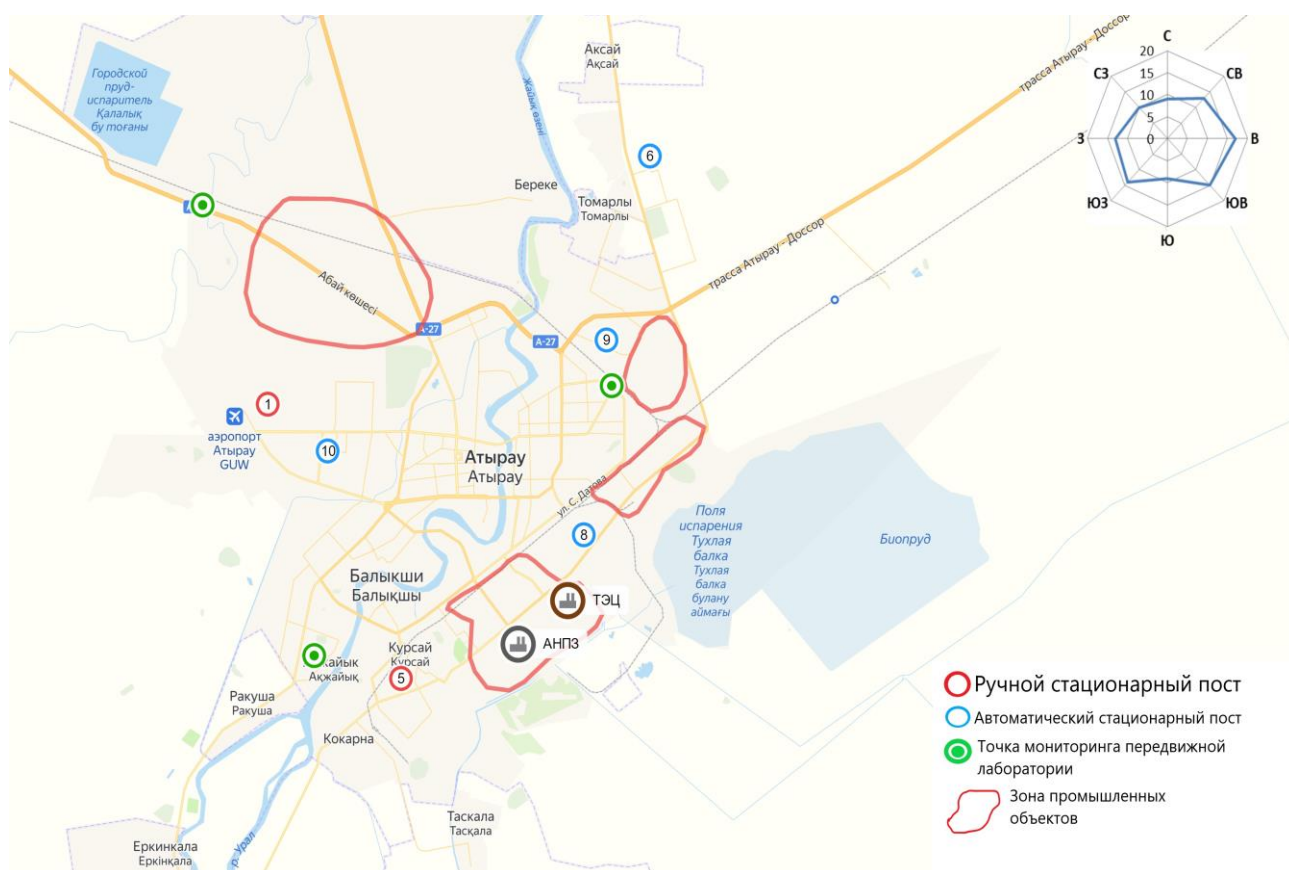 Аксай
Ақсай
Городской
пруд-
испаритель
Қалалық
бу тоғаны
Жайық өзені
трасса Атырау - Доссор
С
20
15
10
5
0
СЗ
СВ
З
В
ЮЗ
ЮВ
Ю
6
Береке
Томарлы
Томарлы
трасса Атырау - Доссор
Абай көшесі
А-27
А-27
9
1
аэропорт
Атырау
GUW
10
Атырау
Атырау
ул. С. Датова
8
Поля
испарения
Тухлая
балка
Тухлая
балка
булану
аймағы
Биопруд
Балыкши
Балықшы
ТЭЦ
АНПЗ
Курсай
Курсай
5
Ақжайық
Ракуша
Ракуша
Кокарна
Таскала
Тасқала
Еркинкала
Еркінқала
р. Урал
Ручной стационарный пост
Автоматический стационарный пост
Точка мониторинга передвижной
лаборатории
Зона промышленных
объектов